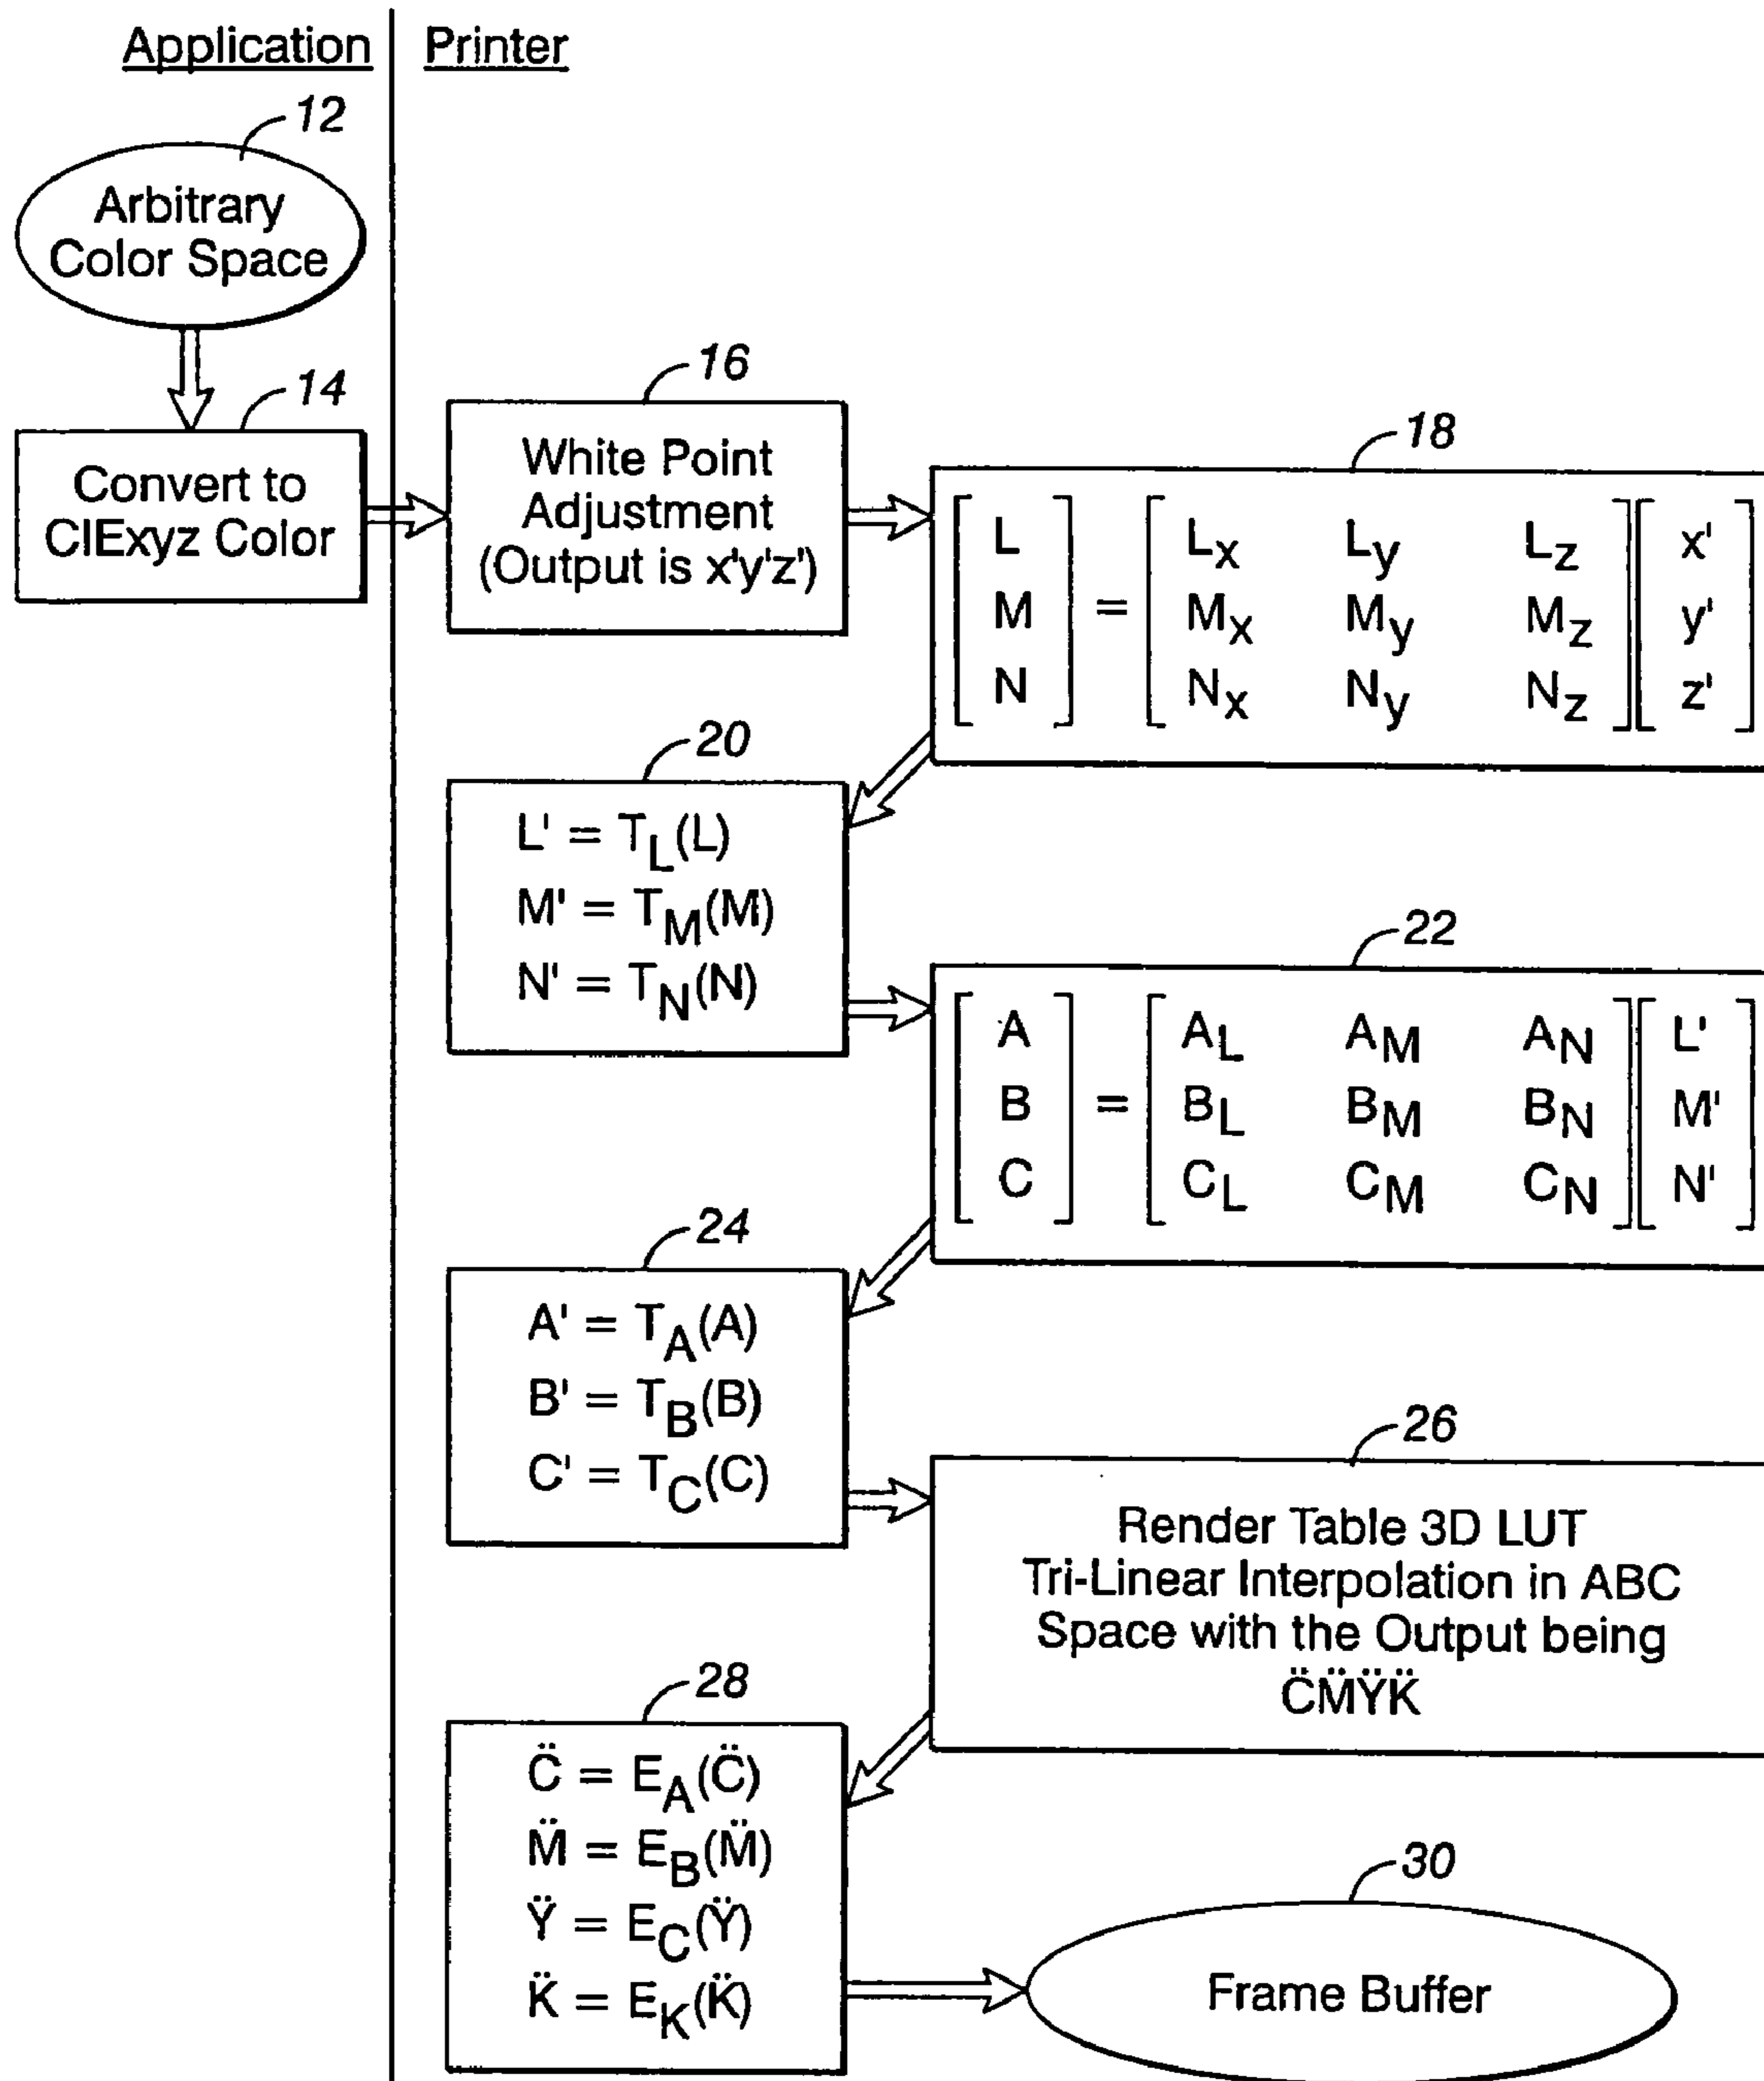 Application
Printer
12
Arbitrary
Color Space
14
Convert to
CIExyz Color
16
White Point
Adjustment
(Output is x'y'z')
18
[L] = [Lx Ly Lz] [x']
[M] = [Mx My Mz] [y']
[N] = [Nx Ny Nz] [z']
20
L' = TL(L)
M' = TM(M)
N' = TN(N)
22
[A] = [AL AM AN] [L']
[B] = [BL BM BN] [M']
[C] = [CL CM CN] [N']
24
A' = TA(A)
B' = TB(B)
C' = TC(C)
26
Render Table 3D LUT
Tri-Linear Interpolation in ABC
Space with the Output being
C̈M̈ŸK̈
28
C̈ = EA(C̈)
M̈ = EB(M̈)
Ÿ = EC(Ÿ)
K̈ = EK(K̈)
30
Frame Buffer